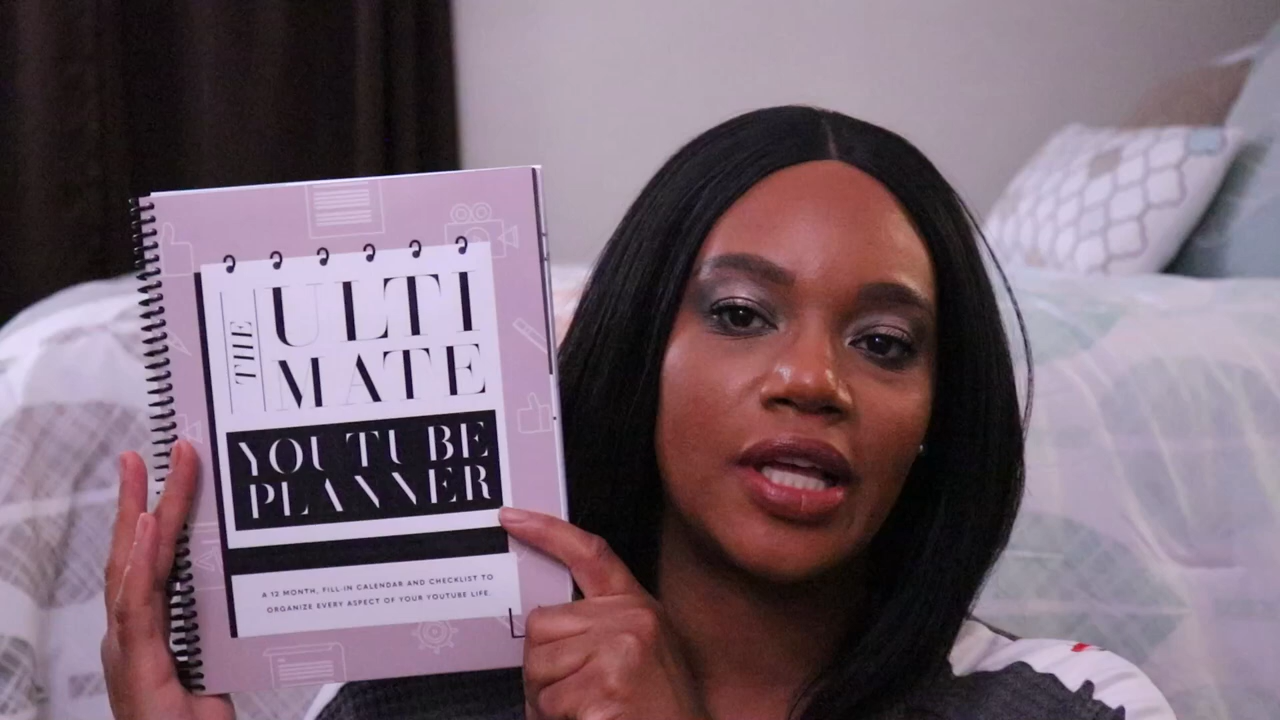 THE
ULTI
MATE
YOUTUBE
PLANNER
A 12 MONTH, FILL-IN CALENDAR AND CHECKLIST TO
ORGANIZE EVERY ASPECT OF YOUR YOUTUBE LIFE.